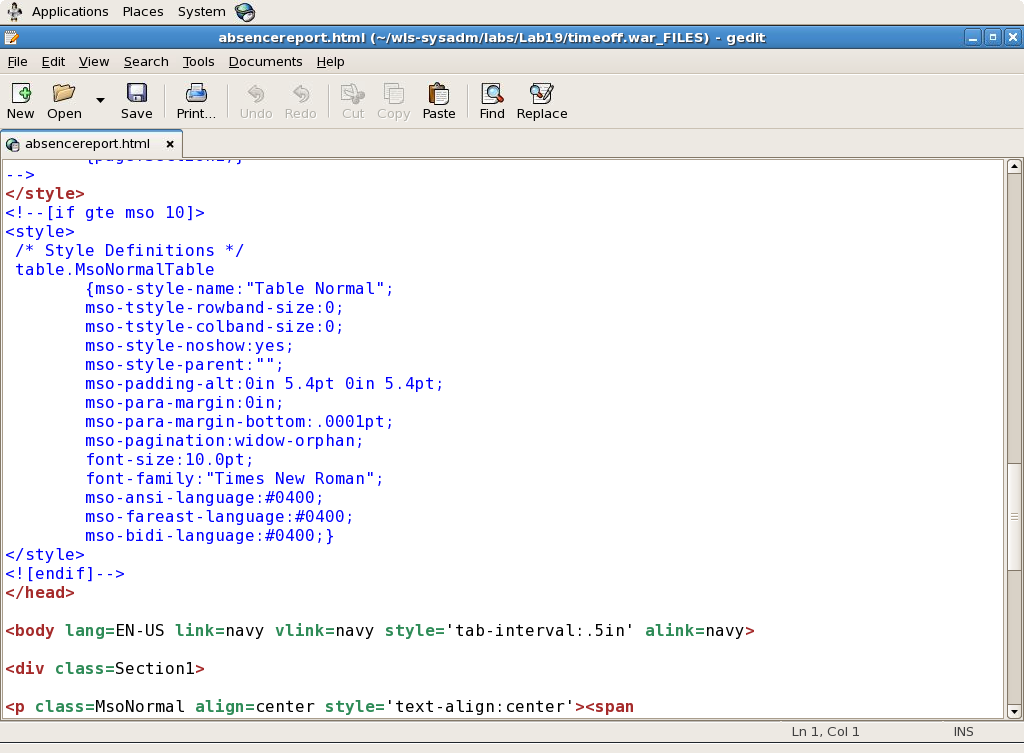 Applications Places System
absencereport.html (~/wls-sysadm/labs/Lab19/timeoff.war_FILES) - gedit
File Edit View Search Tools Documents Help
New Open Save Print... Undo Redo Cut Copy Paste Find Replace
absencereport.html
-->
</style>
<!--[if gte mso 10]>
<style>
/* Style Definitions */
table.MsoNormalTable
{mso-style-name:"Table Normal";
mso-tstyle-rowband-size:0;
mso-tstyle-colband-size:0;
mso-style-noshow:yes;
mso-style-parent:"";
mso-padding-alt:0in 5.4pt 0in 5.4pt;
mso-para-margin:0in;
mso-para-margin-bottom:.0001pt;
mso-pagination:widow-orphan;
font-size:10.0pt;
font-family:"Times New Roman";
mso-ansi-language:#0400;
mso-fareast-language:#0400;
mso-bidi-language:#0400;}
</style>
<![endif]-->
</head>
<body lang=EN-US link=navy vlink=navy style='tab-interval:.5in' alink=navy>
<div class=Section1>
<p class=MsoNormal align=center style='text-align:center'><span
Ln 1, Col 1 INS